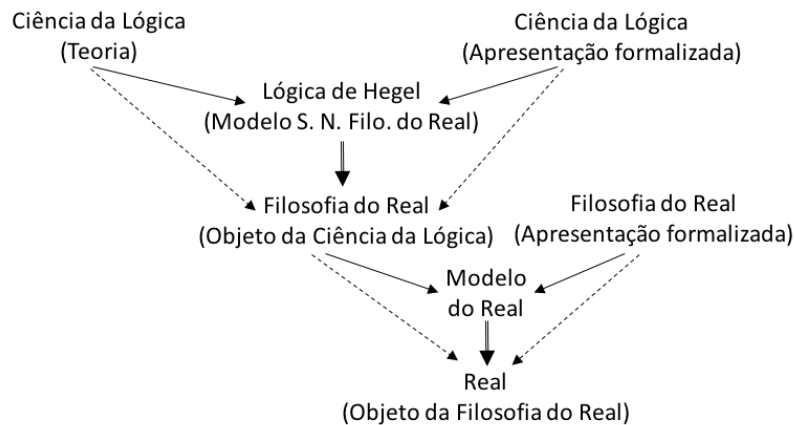 Ciência da Lógica
(Teoria)
Ciência da Lógica
(Apresentação formalizada)
Lógica de Hegel
(Modelo S. N. Filo. do Real)
Filosofia do Real
(Objeto da Ciência da Lógica)
Filosofia do Real
(Apresentação formalizada)
Modelo
do Real
Real
(Objeto da Filosofia do Real)